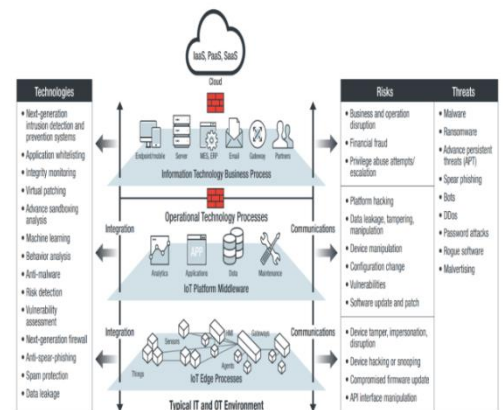 IaaS, PaaS, SaaS
Cloud
Technologies
• Next-generation
intrusion detection and
prevention systems
• Application whitelisting
• Integrity monitoring
• Virtual patching
• Advance sandboxing
analysis
• Machine learning
• Behavior analysis
• Anti-malware
• Risk detection
• Vulnerability
assessment
• Next-generation firewall
• Anti-spear-phishing
• Spam protection
• Data leakage
Endpoint/mobile
Server
MES, ERP
Email
Gateway
Partners
Information Technology Business Process
Operational Technology Processes
Integration
Communications
APP
Analytics
Applications
Data
Maintenance
IoT Platform Middleware
Integration
Communications
Sensors
HMI
Gateways
Things
Agents
IoT Edge Processes
Typical IT and OT Environment
Risks
• Business and operation
disruption
• Financial fraud
• Privilege abuse attempts/
escalation
• Platform hacking
• Data leakage, tampering,
manipulation
• Device manipulation
• Configuration change
• Vulnerabilities
• Software update and patch
• Device tamper, impersonation,
disruption
• Device hacking or snooping
• Compromised firmware update
• API interface manipulation
Threats
• Malware
• Ransomware
• Advance persistent
threats (APT)
• Spear phishing
• Bots
• DDos
• Password attacks
• Rogue software
• Malvertising